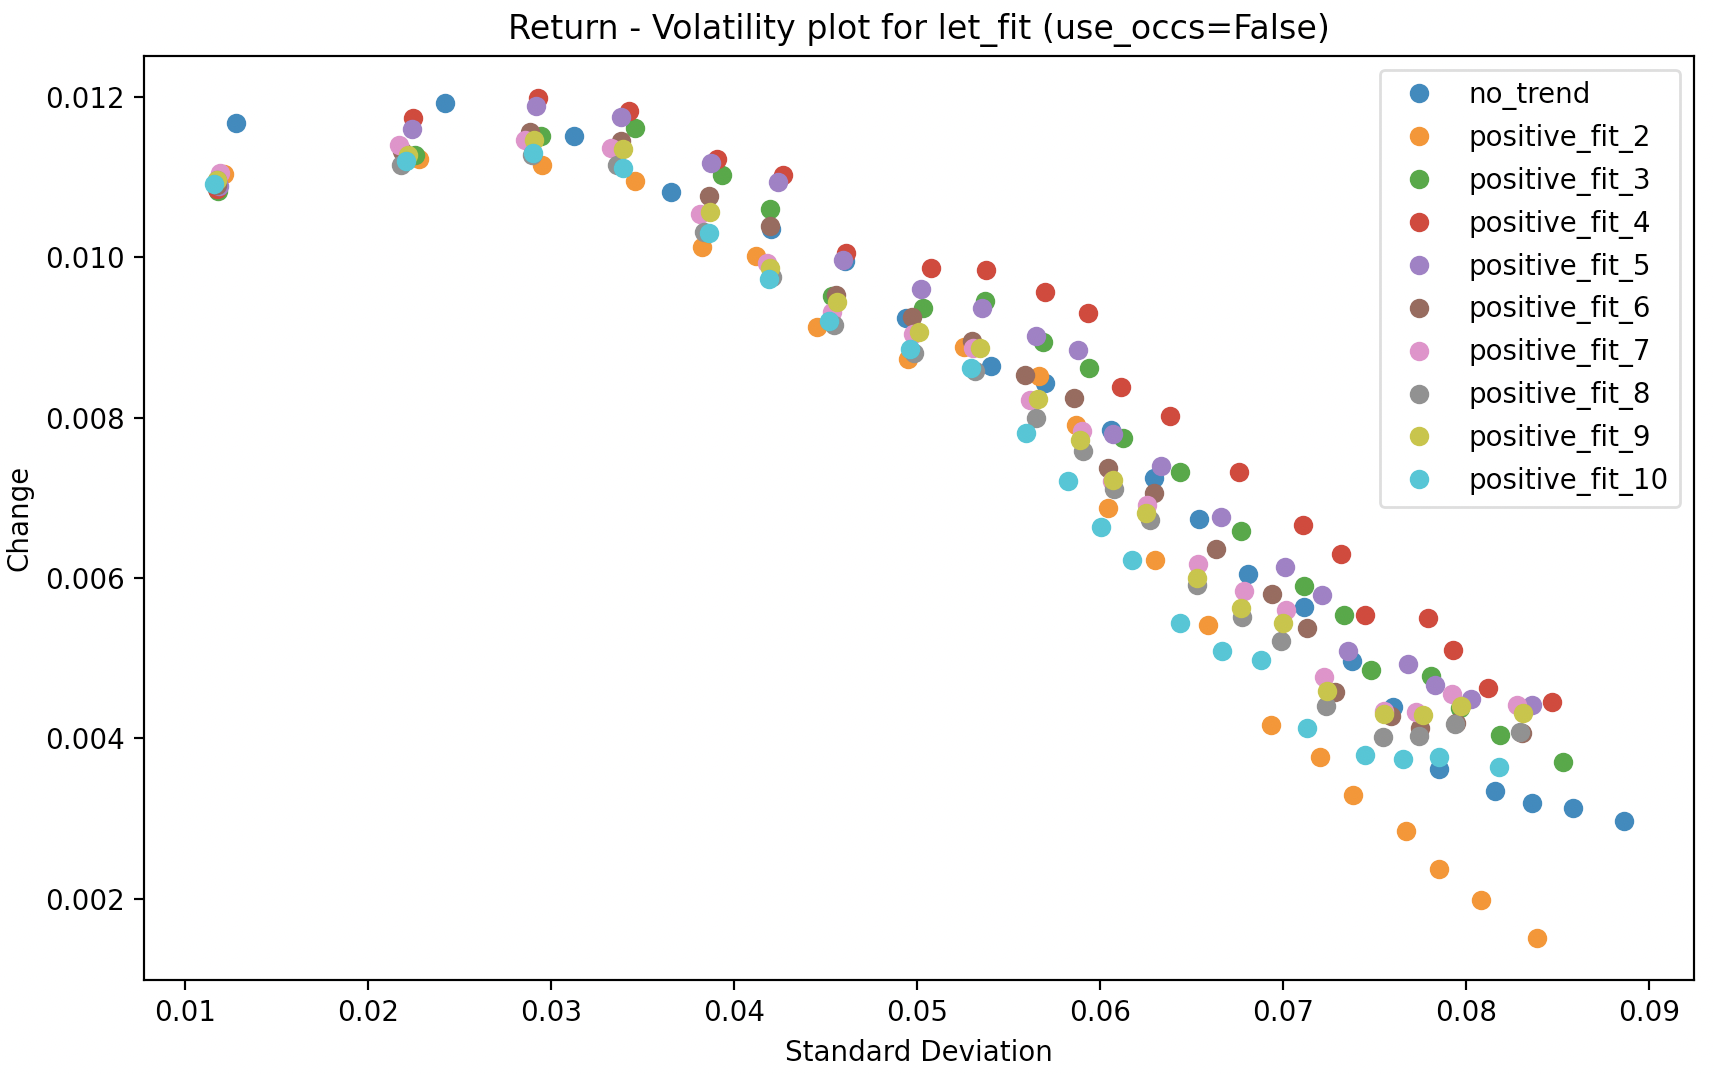 Return - Volatility plot for let_fit (use_occs=False)
0.012
0.010
0.008
0.006
0.004
0.002
Change
0.01 0.02 0.03 0.04 0.05 0.06 0.07 0.08 0.09
Standard Deviation
no_trend
positive_fit_2
positive_fit_3
positive_fit_4
positive_fit_5
positive_fit_6
positive_fit_7
positive_fit_8
positive_fit_9
positive_fit_10